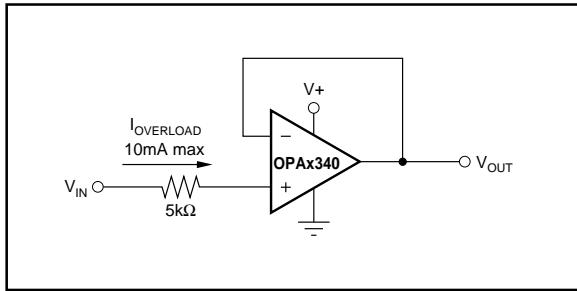 V+
I_OVERLOAD
10mA max
−
OPAx340
V_OUT
V_IN
+
5kΩ